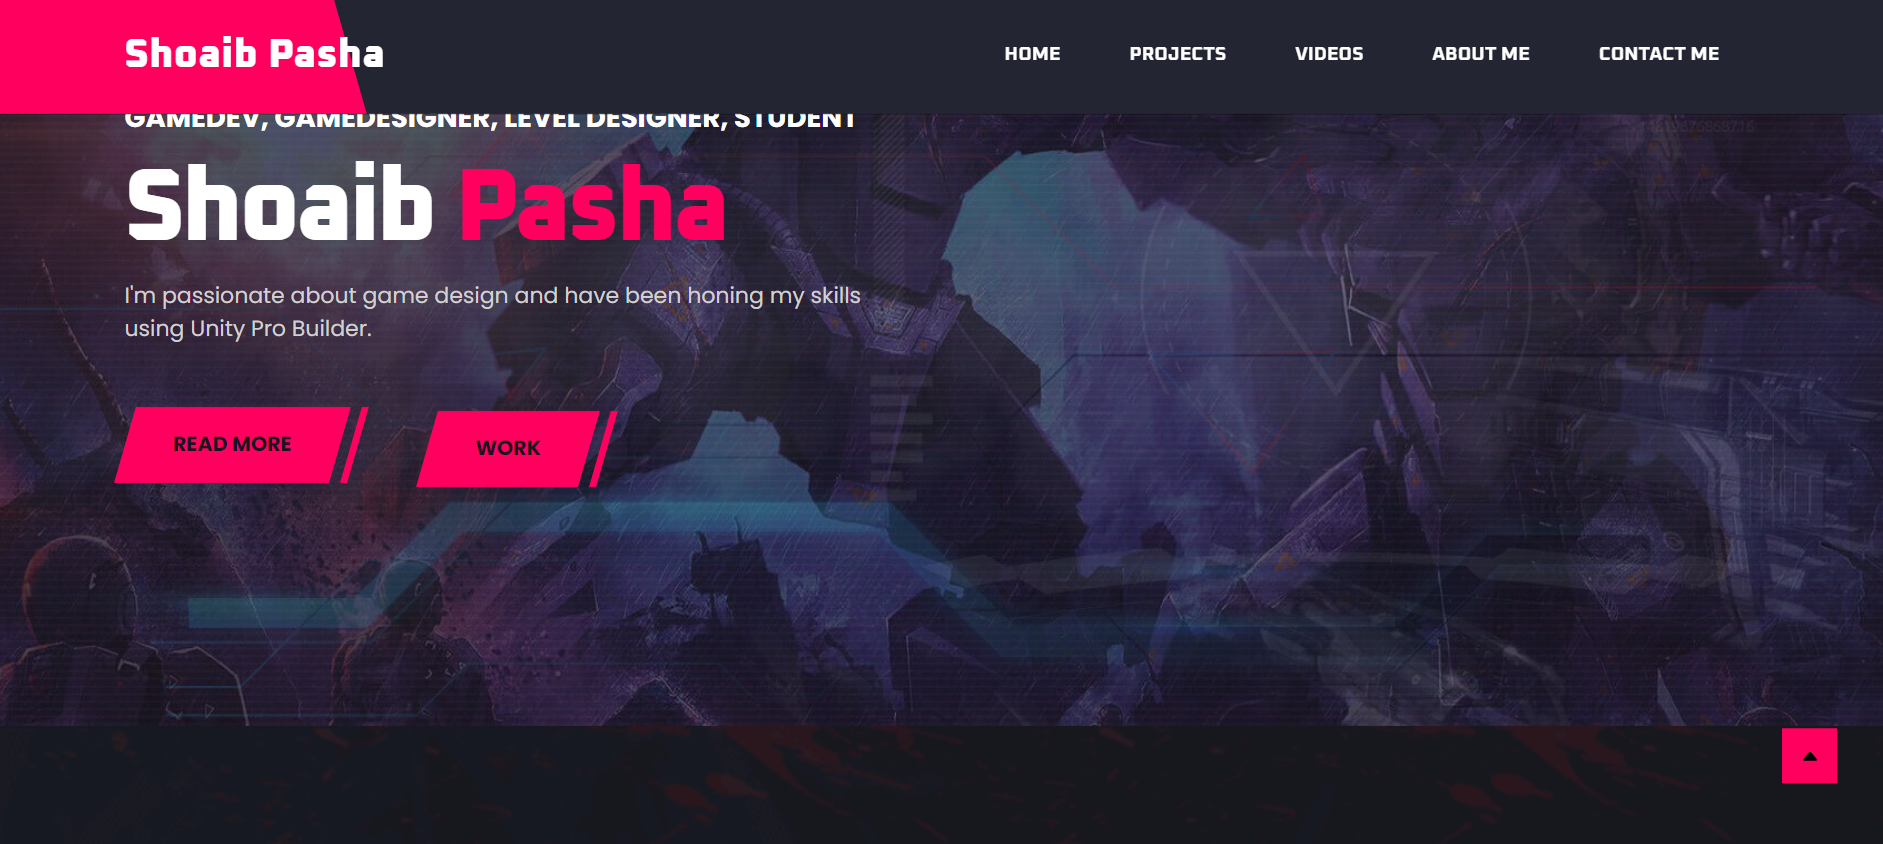 Shoaib Pasha
HOME PROJECTS VIDEOS ABOUT ME CONTACT ME
GAMEDEV, GAMEDESIGNER, LEVEL DESIGNER, STUDENT
Shoaib Pasha
I'm passionate about game design and have been honing my skills
using Unity Pro Builder.
READ MORE
WORK